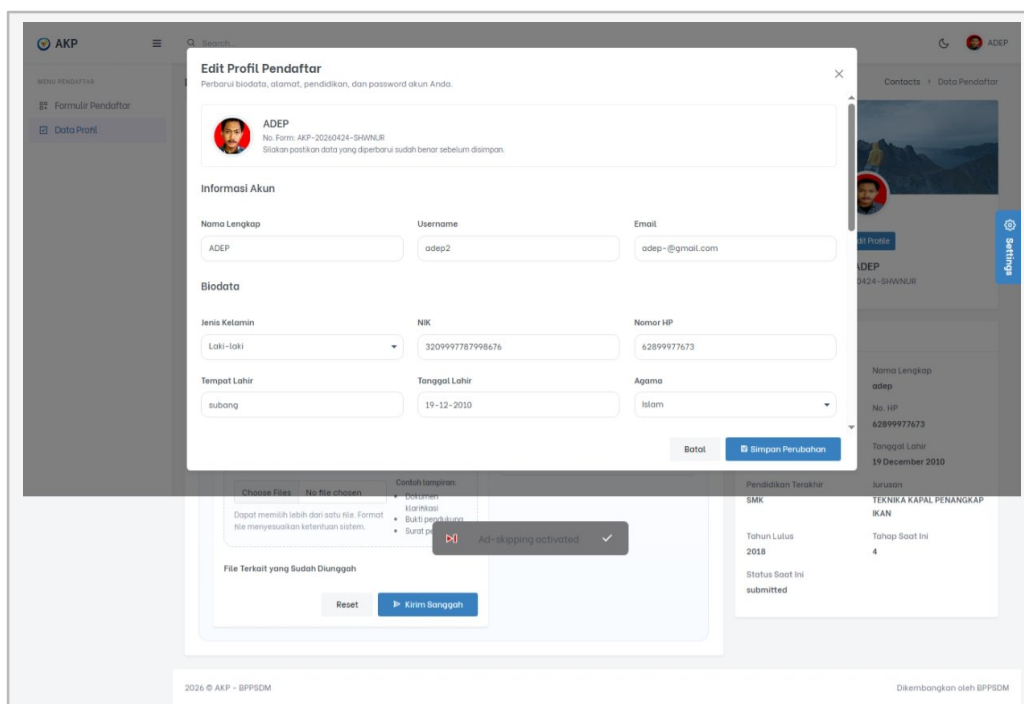 AKP
Search...
ADEP
MENU PENDAFTAR
Formulir Pendaftar
Data Profil
Contacts > Data Pendaftar
Edit Profil Pendaftar
Perbarui biodata, alamat, pendidikan, dan password akun Anda.
ADEP
No. Form: AKP-20260424-SHWNUR
Silakan pastikan data yang diperbarui sudah benar sebelum disimpan.
Informasi Akun
Nama Lengkap Username Email
ADEP adep2 adep-@gmail.com
Biodata
Jenis Kelamin NIK Nomor HP
Laki-laki 3209997787998676 62899977673
Tempat Lahir Tanggal Lahir Agama
subang 19-12-2010 Islam
Batal Simpan Perubahan
Settings
dit Profile
ADEP
0424-SHWNUR
Nama Lengkap
adep
No. HP
62899977673
Tanggal Lahir
19 December 2010
Pendidikan Terakhir Jurusan
SMK TEKNIKA KAPAL PENANGKAP IKAN
Tahun Lulus Tahap Saat Ini
2018 4
Status Saat Ini
submitted
Choose Files No file chosen
Dapat memilih lebih dari satu file. Format
file menyesuaikan ketentuan sistem.
Contoh lampiran:
Dokumen
klarifikasi
Bukti pendukung
Surat
Ad-skipping activated
File Terkait yang Sudah Diunggah
Reset Kirim Sanggah
2026 © AKP - BPPSDM
Dikembangkan oleh BPPSDM